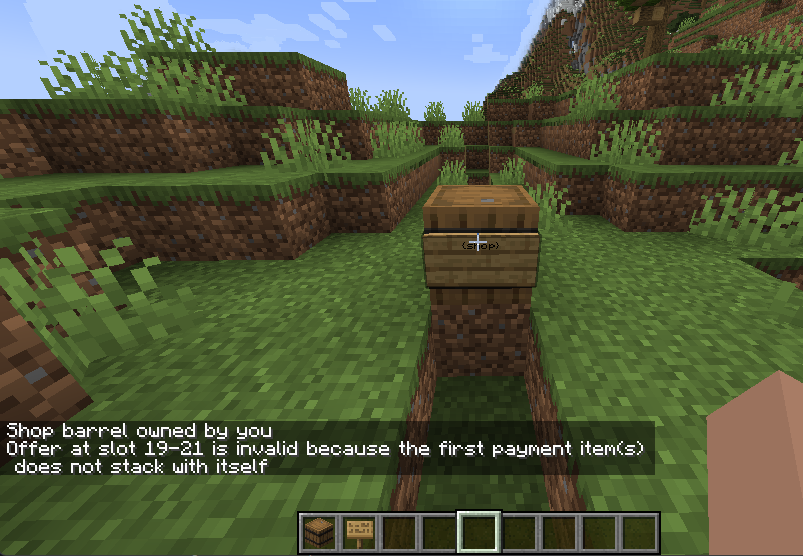 (shop)
Shop barrel owned by you
Offer at slot 19-21 is invalid because the first payment item(s)
does not stack with itself